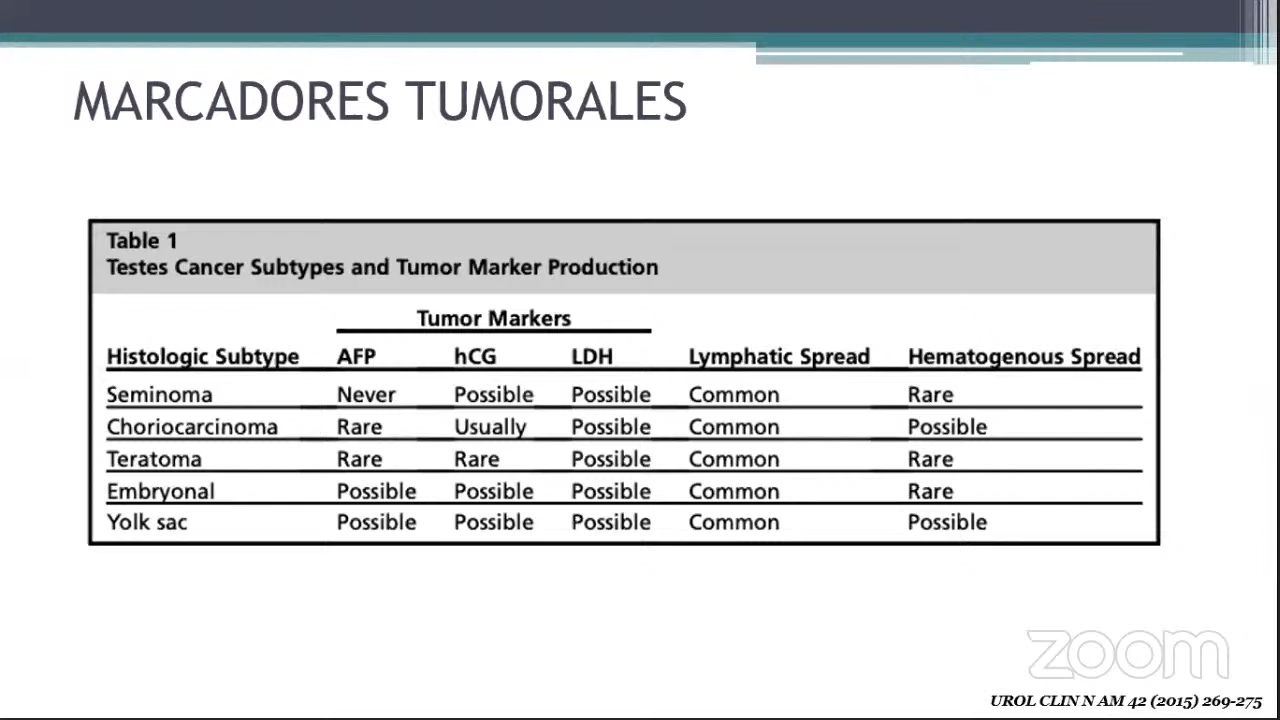 MARCADORES TUMORALES
Table 1
Testes Cancer Subtypes and Tumor Marker Production
Tumor Markers
Histologic Subtype AFP hCG LDH Lymphatic Spread Hematogenous Spread
Seminoma Never Possible Possible Common Rare
Choriocarcinoma Rare Usually Possible Common Possible
Teratoma Rare Rare Possible Common Rare
Embryonal Possible Possible Possible Common Rare
Yolk sac Possible Possible Possible Common Possible
zoom
UROL CLIN N AM 42 (2015) 269-275